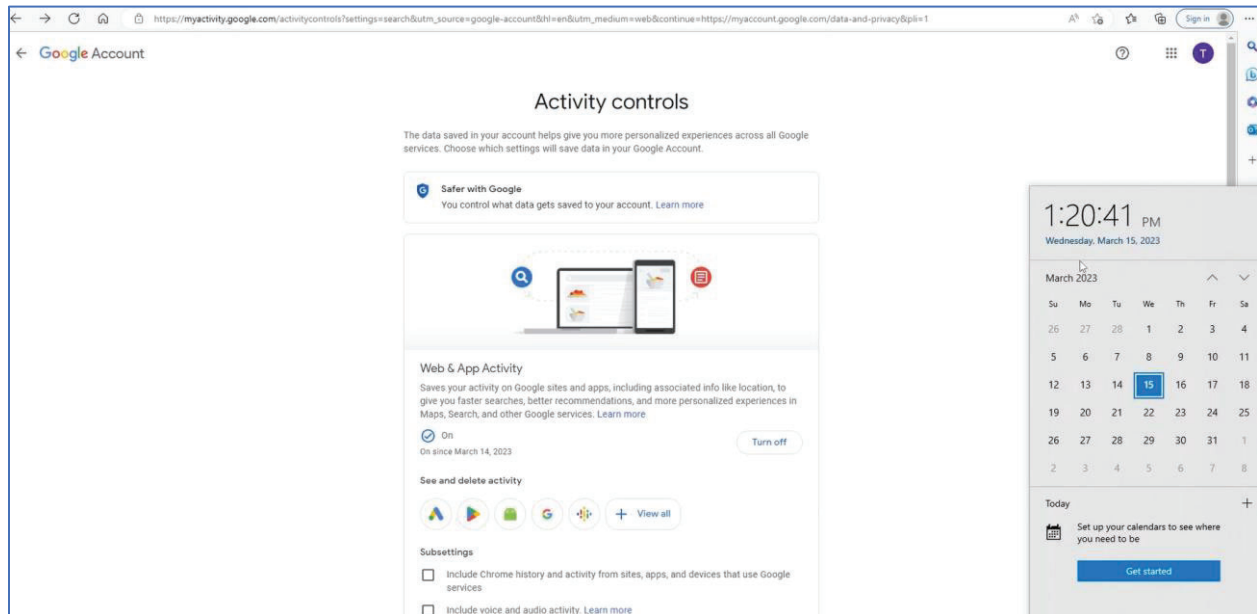 https://myactivity.google.com/activitycontrols?settings=search&utm_source=google-account&hl=en&utm_medium=web&continue=https://myaccount.google.com/data-and-privacy&pli=1
Sign in
Google Account
T
Activity controls
The data saved in your account helps give you more personalized experiences across all Google
services. Choose which settings will save data in your Google Account.
Safer with Google
You control what data gets saved to your account. Learn more
Web & App Activity
Saves your activity on Google sites and apps, including associated info like location, to
give you faster searches, better recommendations, and more personalized experiences in
Maps, Search, and other Google services. Learn more
On
On since March 14, 2023
Turn off
See and delete activity
View all
Subsettings
Include Chrome history and activity from sites, apps, and devices that use Google
services
Include voice and audio activity. Learn more
1:20:41 PM
Wednesday, March 15, 2023
March 2023
Su Mo Tu We Th Fr Sa
26 27 28 1 2 3 4
5 6 7 8 9 10 11
12 13 14 15 16 17 18
19 20 21 22 23 24 25
26 27 28 29 30 31 1
2 3 4 5 6 7 8
Today
Set up your calendars to see where
you need to be
Get started